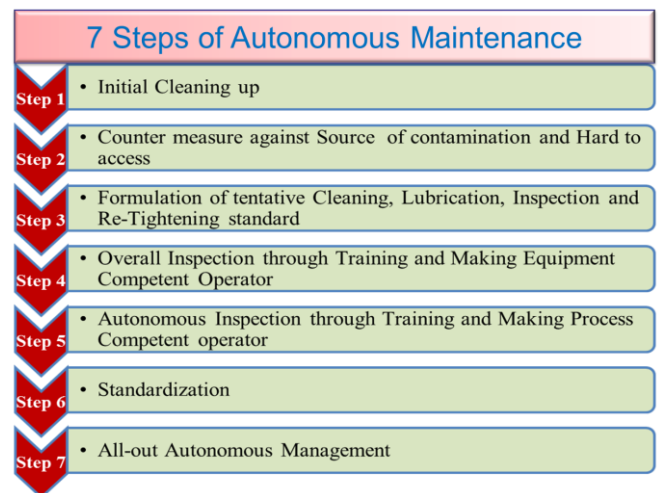 7 Steps of Autonomous Maintenance
Step 1
• Initial Cleaning up
Step 2
• Counter measure against Source of contamination and Hard to
access
Step 3
• Formulation of tentative Cleaning, Lubrication, Inspection and
Re-Tightening standard
Step 4
• Overall Inspection through Training and Making Equipment
Competent Operator
Step 5
• Autonomous Inspection through Training and Making Process
Competent operator
Step 6
• Standardization
Step 7
• All-out Autonomous Management